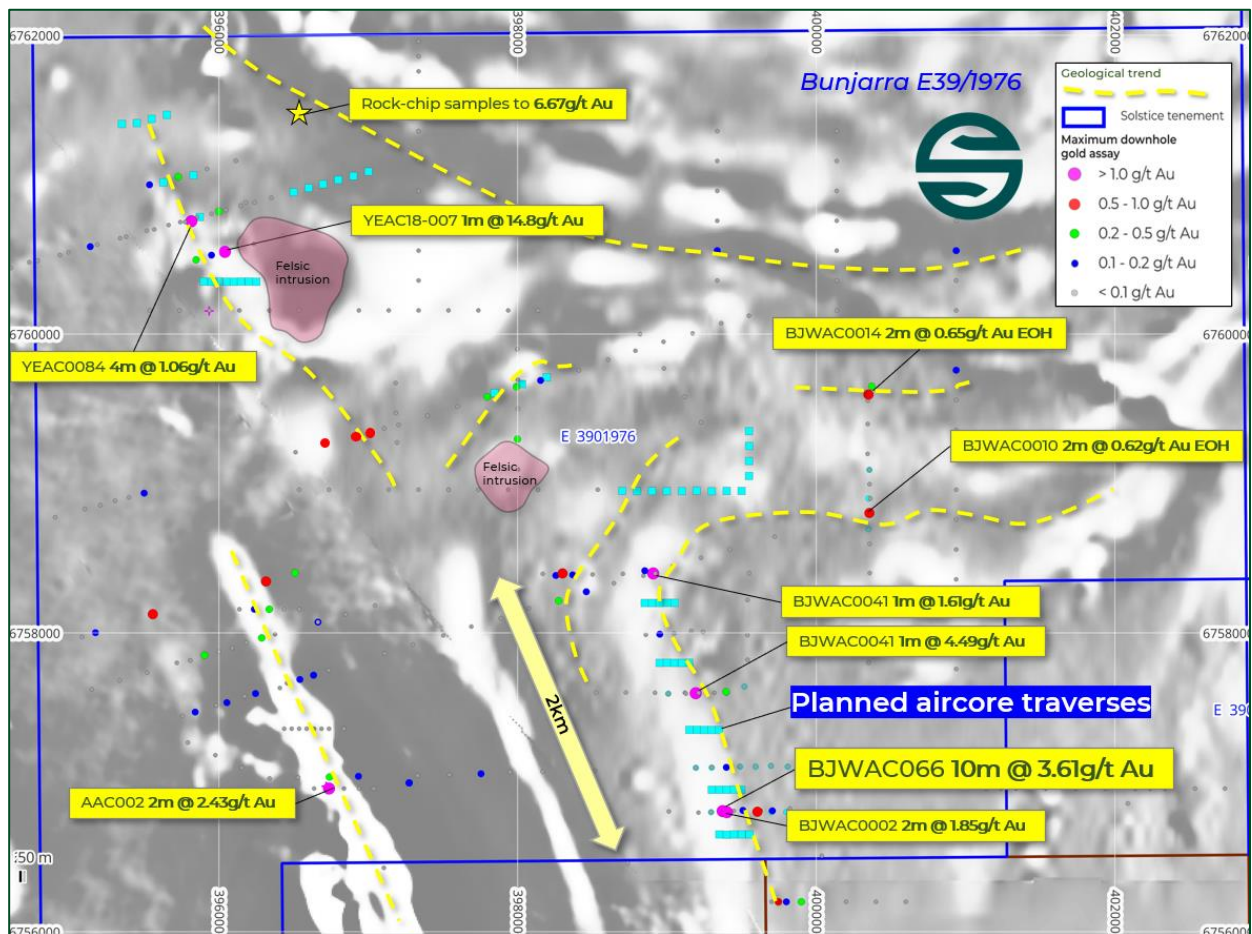 6762000
396000
398000
400000
402000
6762000
Bunjarra E39/1976
Geological trend
Solstice tenement
Maximum downhole
gold assay
> 1.0 g/t Au
0.5 - 1.0 g/t Au
0.2 - 0.5 g/t Au
0.1 - 0.2 g/t Au
< 0.1 g/t Au
Rock-chip samples to 6.67g/t Au
YEAC18-007 1m @ 14.8g/t Au
Felsic
intrusion
6760000
6760000
BJWAC0014 2m @ 0.65g/t Au EOH
YEAC0084 4m @ 1.06g/t Au
E 3901976
BJWAC0010 2m @ 0.62g/t Au EOH
Felsic
intrusion
BJWAC0041 1m @ 1.61g/t Au
6758000
6758000
BJWAC0041 1m @ 4.49g/t Au
2km
Planned aircore traverses
E 390
BJWAC066 10m @ 3.61g/t Au
AAC002 2m @ 2.43g/t Au
BJWAC0002 2m @ 1.85g/t Au
50 m
396000
398000
400000
402000
6756000
6756000